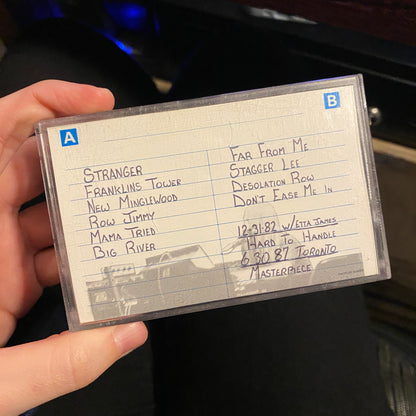 A
STRANGER
FRANKLINS TOWER
NEW MINGLEWOOD
ROW JIMMY
MAMA TRIED
BIG RIVER
B
FAR FROM ME
STAGGER LEE
DESOLATION ROW
DON'T EASE ME IN
12·31·82 W/ETTA JAMES
HARD TO HANDLE
6·30·87 TORONTO
MASTERPIECE